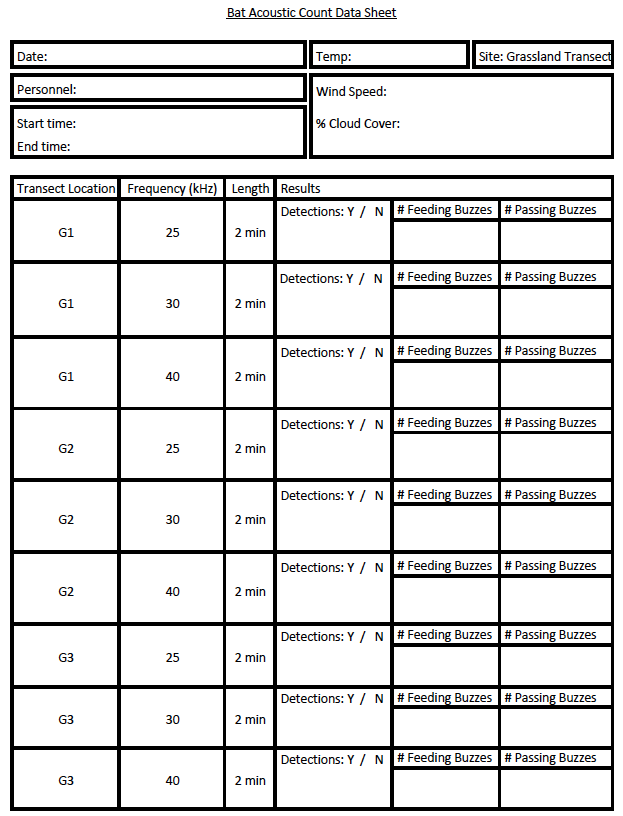 Bat Acoustic Count Data Sheet
Date:
Temp:
Site: Grassland Transect
Personnel:
Wind Speed:
Start time:
% Cloud Cover:
End time:
Transect Location Frequency (kHz) Length Results
Detections: Y / N # Feeding Buzzes # Passing Buzzes
G1 25 2 min
Detections: Y / N # Feeding Buzzes # Passing Buzzes
G1 30 2 min
Detections: Y / N # Feeding Buzzes # Passing Buzzes
G1 40 2 min
Detections: Y / N # Feeding Buzzes # Passing Buzzes
G2 25 2 min
Detections: Y / N # Feeding Buzzes # Passing Buzzes
G2 30 2 min
Detections: Y / N # Feeding Buzzes # Passing Buzzes
G2 40 2 min
Detections: Y / N # Feeding Buzzes # Passing Buzzes
G3 25 2 min
Detections: Y / N # Feeding Buzzes # Passing Buzzes
G3 30 2 min
Detections: Y / N # Feeding Buzzes # Passing Buzzes
G3 40 2 min